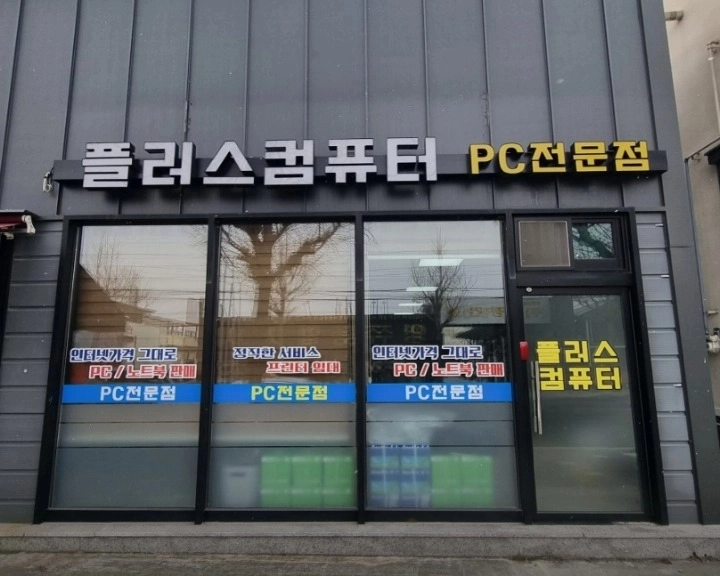 플러스컴퓨터 PC전문점
인터넷가격 그대로
PC / 노트북 판매
PC전문점
정직한 서비스
프린터 임대
PC전문점
인터넷가격 그대로
PC / 노트북 판매
PC전문점
플러스
컴퓨터